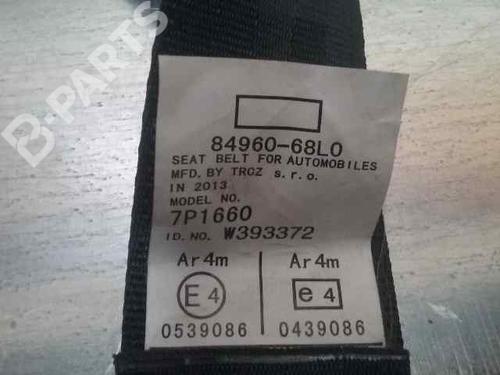 B-PARTS
84960-68L0
SEAT BELT FOR AUTOMOBILES
MFD. BY TRCZ s.r.o.
IN 2013
MODEL NO.
7P1660
ID. NO. W393372
Ar4m Ar4m
E4 e4
0539086 0439086